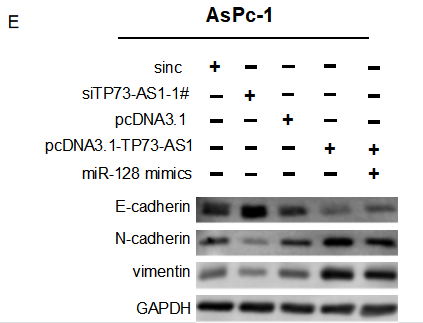 E
AsPc-1
sinc + - - - -
siTP73-AS1-1# - + - - -
pcDNA3.1 - - + - -
pcDNA3.1-TP73-AS1 - - - + +
miR-128 mimics - - - - +
E-cadherin
N-cadherin
vimentin
GAPDH